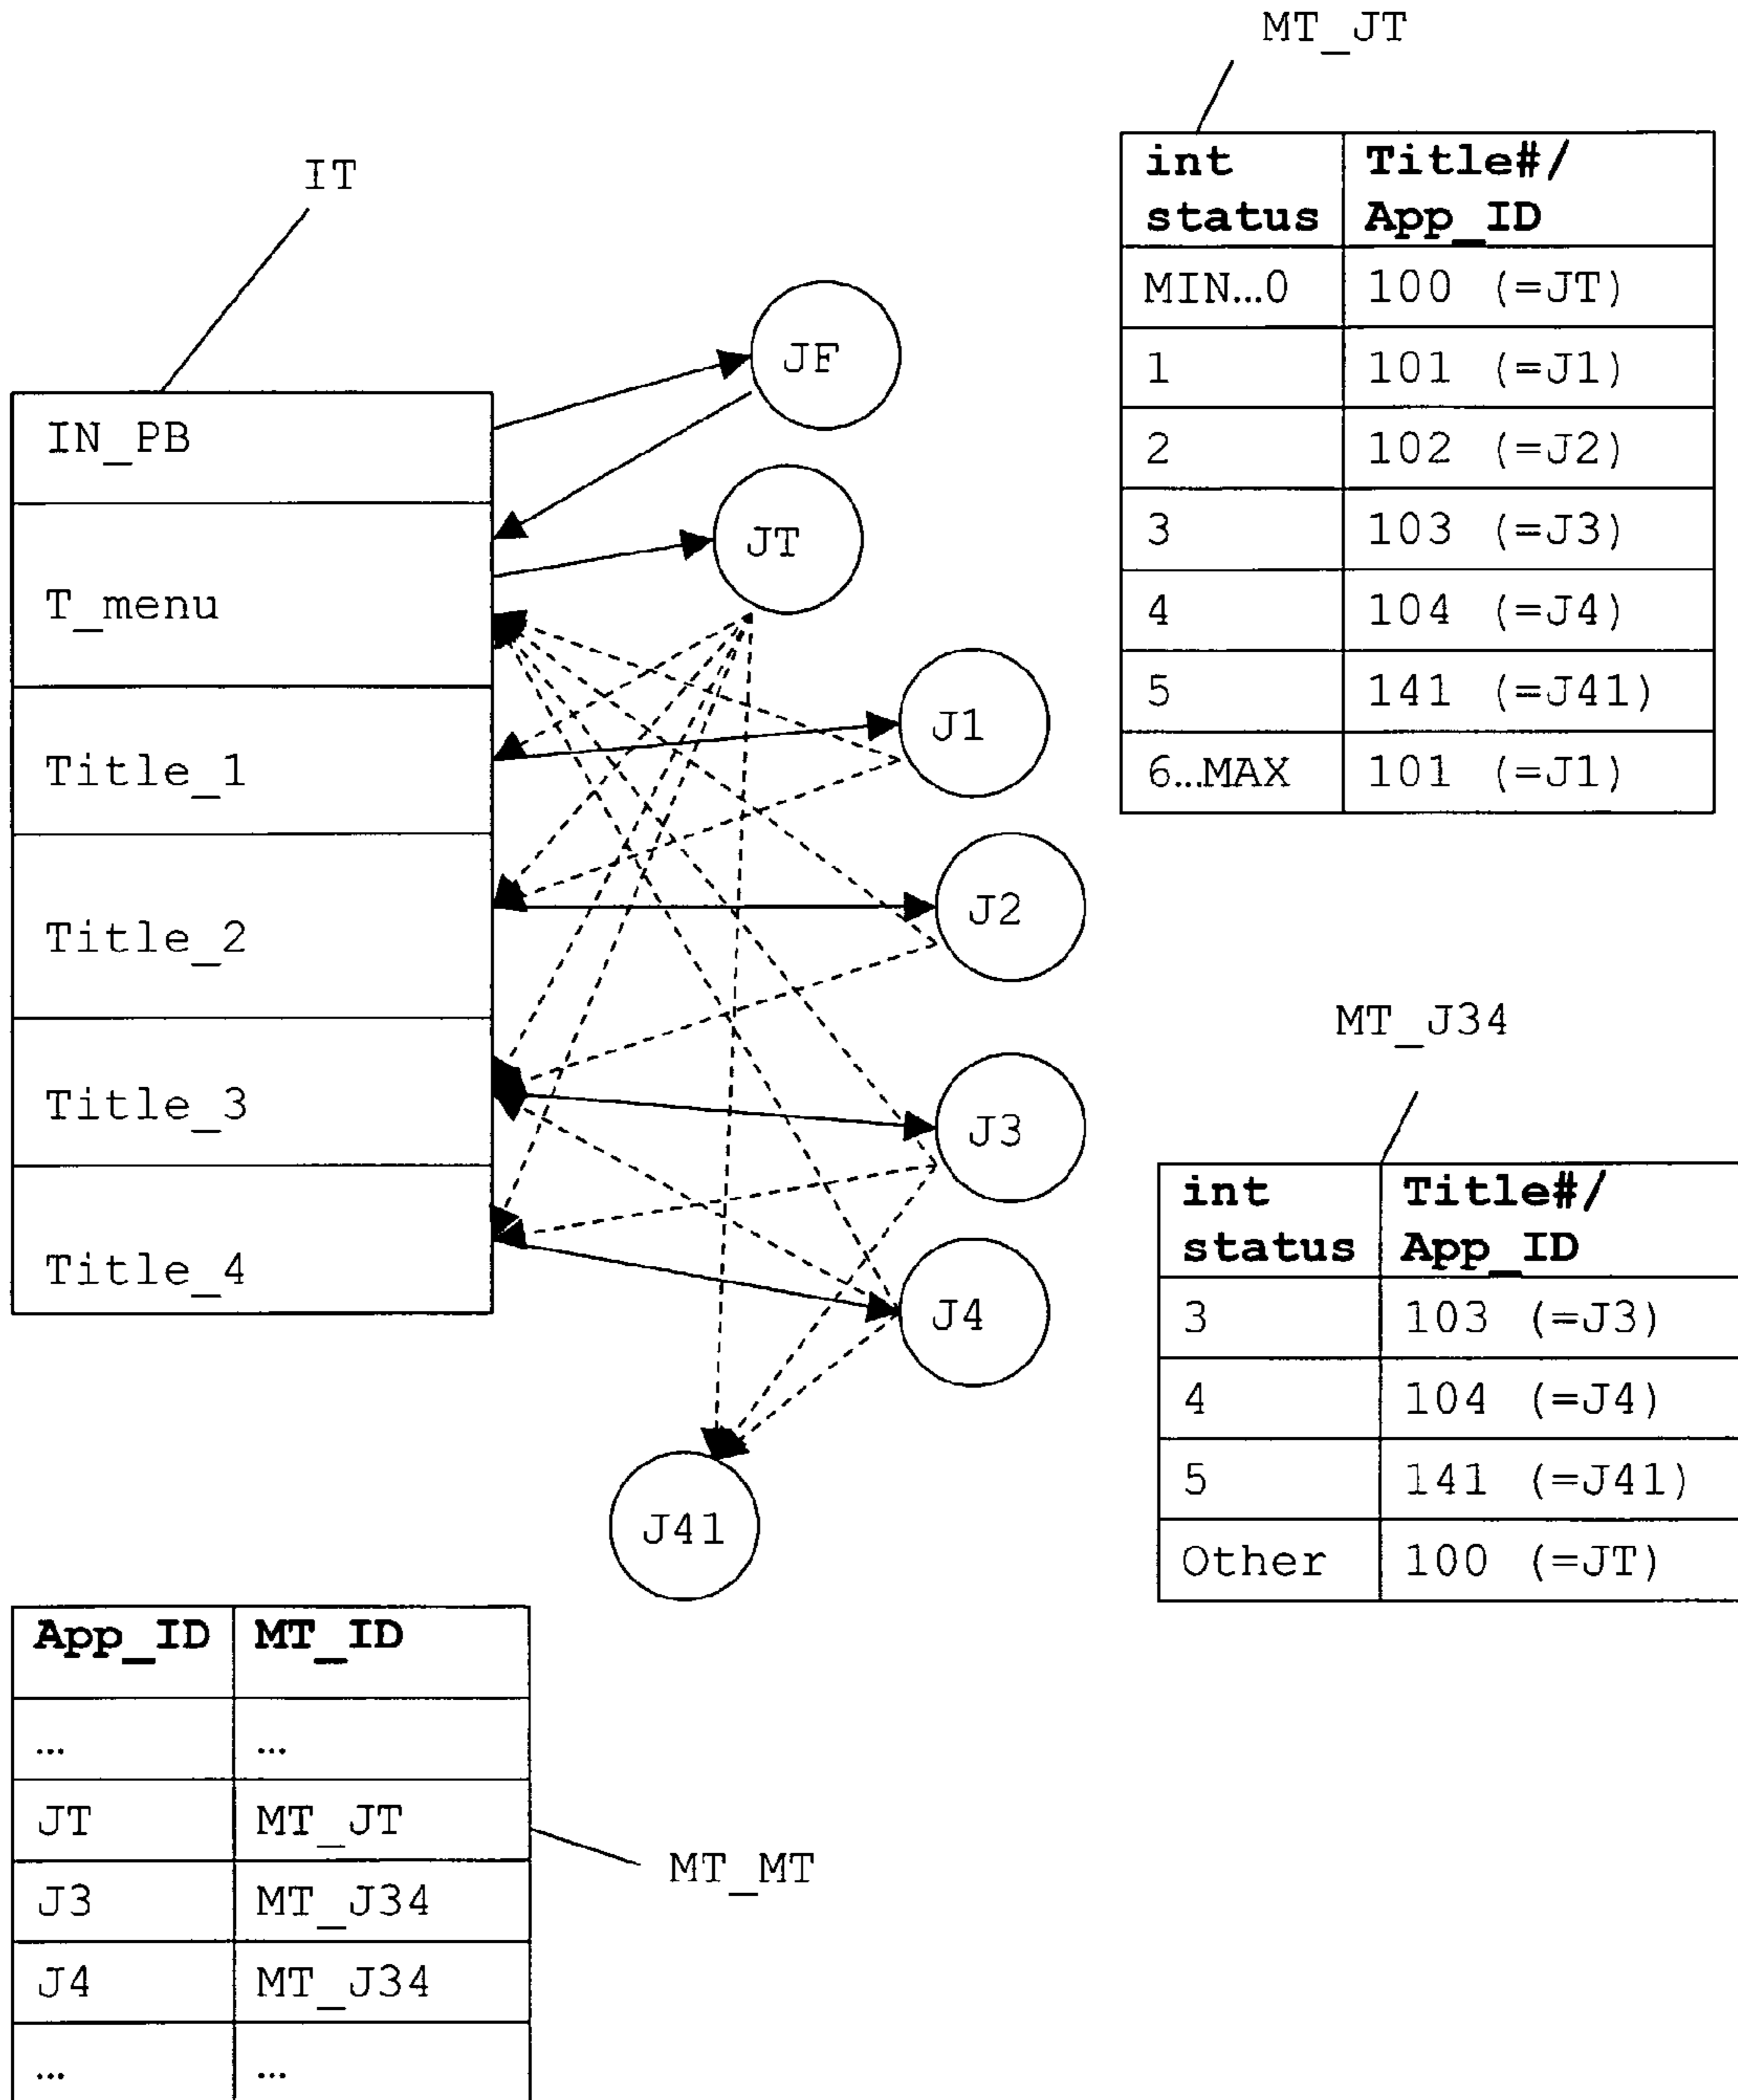 MT_JT
int Title#/
status App_ID
MIN…0 100 (=JT)
1 101 (=J1)
2 102 (=J2)
3 103 (=J3)
4 104 (=J4)
5 141 (=J41)
6…MAX 101 (=J1)
IT
IN_PB
T_menu
Title_1
Title_2
Title_3
Title_4
JF
JT
J1
J2
J3
J4
J41
MT_J34
int Title#/
status App_ID
3 103 (=J3)
4 104 (=J4)
5 141 (=J41)
Other 100 (=JT)
App_ID MT_ID
… …
JT MT_JT
J3 MT_J34
J4 MT_J34
… …
MT_MT